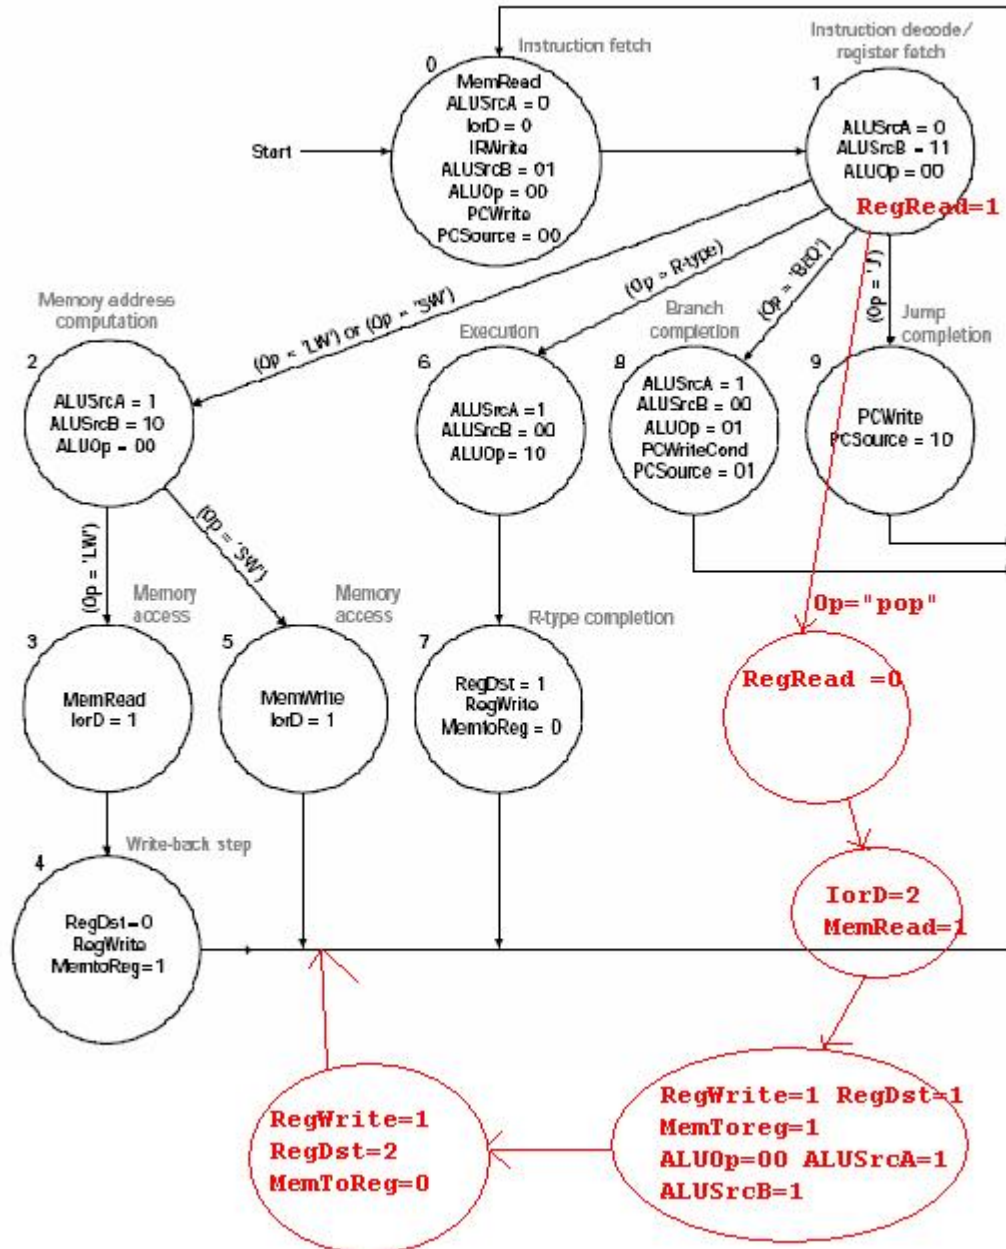 Instruction fetch
0
MemRead
ALUSrcA = 0
IorD = 0
IRWrite
ALUSrcB = 01
ALUOp = 00
PCWrite
PCSource = 00
Start
Instruction decode/
register fetch
1
ALUSrcA = 0
ALUSrcB = 11
ALUOp = 00
RegRead=1
(Op = 'LW') or (Op = 'SW')
(Op = R-type)
(Op = 'BEQ')
(Op = 'J')
Memory address
computation
2
ALUSrcA = 1
ALUSrcB = 10
ALUOp = 00
Execution
6
ALUSrcA = 1
ALUSrcB = 00
ALUOp = 10
Branch
completion
8
ALUSrcA = 1
ALUSrcB = 00
ALUOp = 01
PCWriteCond
PCSource = 01
Jump
completion
9
PCWrite
PCSource = 10
(Op = 'LW')
(Op = 'SW')
Op="pop"
Memory
access
3
MemRead
IorD = 1
Memory
access
5
MemWrite
IorD = 1
R-type completion
7
RegDst = 1
RegWrite
MemtoReg = 0
RegRead =0
Write-back step
4
RegDst=0
RegWrite
MemtoReg=1
IorD=2
MemRead=1
RegWrite=1 RegDst=1
MemToreg=1
ALUOp=00 ALUSrcA=1
ALUSrcB=1
RegWrite=1
RegDst=2
MemToReg=0